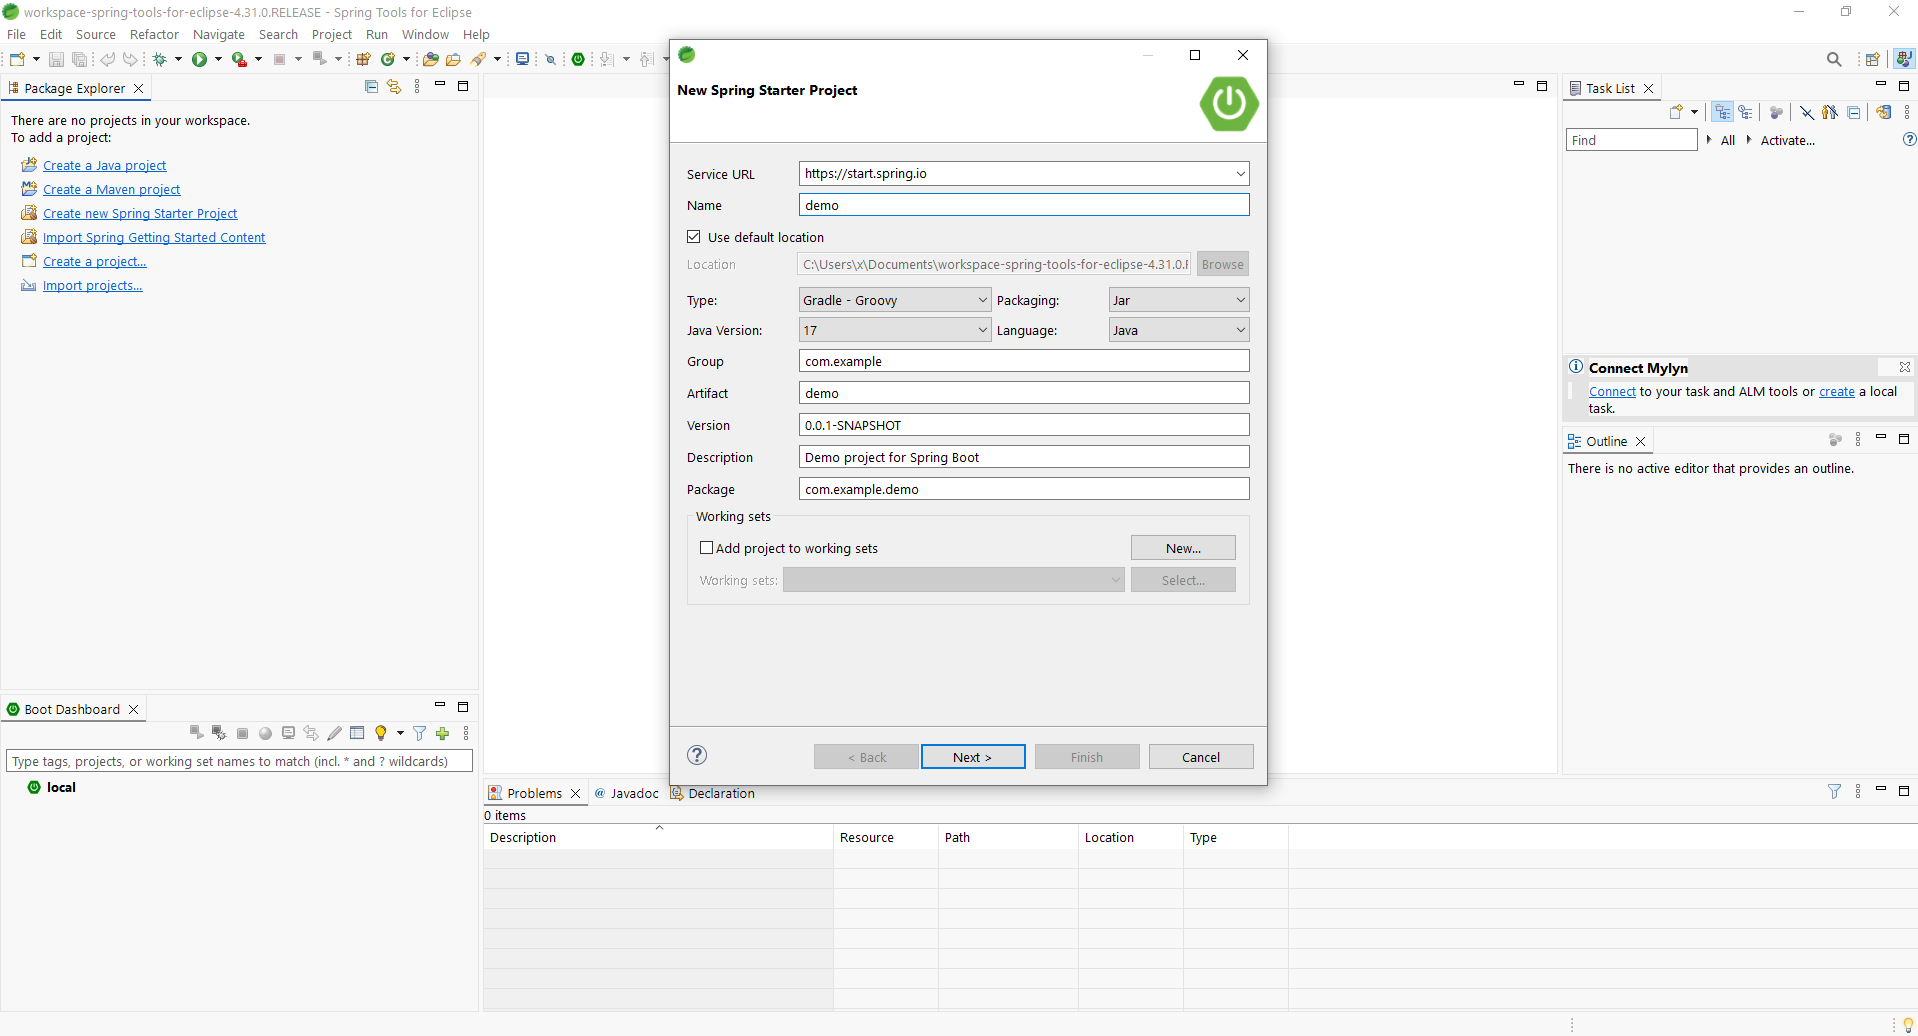 workspace-spring-tools-for-eclipse-4.31.0.RELEASE - Spring Tools for Eclipse
File Edit Source Refactor Navigate Search Project Run Window Help
Package Explorer
There are no projects in your workspace.
To add a project:
Create a Java project
Create a Maven project
Create new Spring Starter Project
Import Spring Getting Started Content
Create a project...
Import projects...
Boot Dashboard
Type tags, projects, or working set names to match (incl. * and ? wildcards)
local
New Spring Starter Project
Service URL https://start.spring.io
Name demo
Use default location
Location C:\Users\x\Documents\workspace-spring-tools-for-eclipse-4.31.0.F Browse
Type: Gradle - Groovy Packaging: Jar
Java Version: 17 Language: Java
Group com.example
Artifact demo
Version 0.0.1-SNAPSHOT
Description Demo project for Spring Boot
Package com.example.demo
Working sets
Add project to working sets New...
Working sets: Select...
< Back Next > Finish Cancel
Problems @ Javadoc Declaration
0 items
Description Resource Path Location Type
Task List
Find All Activate...
Connect Mylyn
Connect to your task and ALM tools or create a local
task.
Outline
There is no active editor that provides an outline.